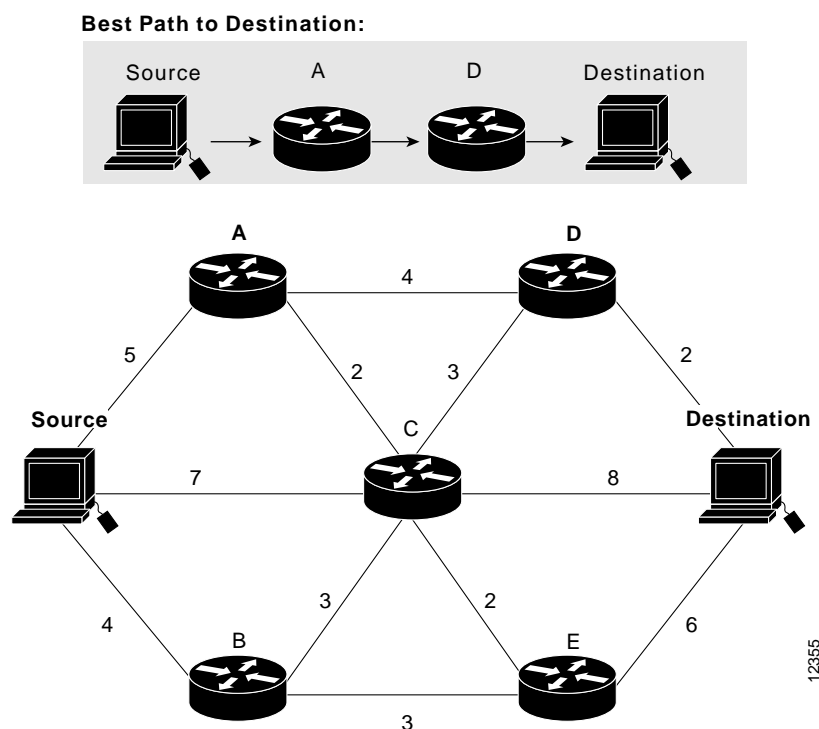 Best Path to Destination:
Source A D Destination
A D
4
5 2 3 2
Source C Destination
7 8
4 3 2 6
B E
3
12355